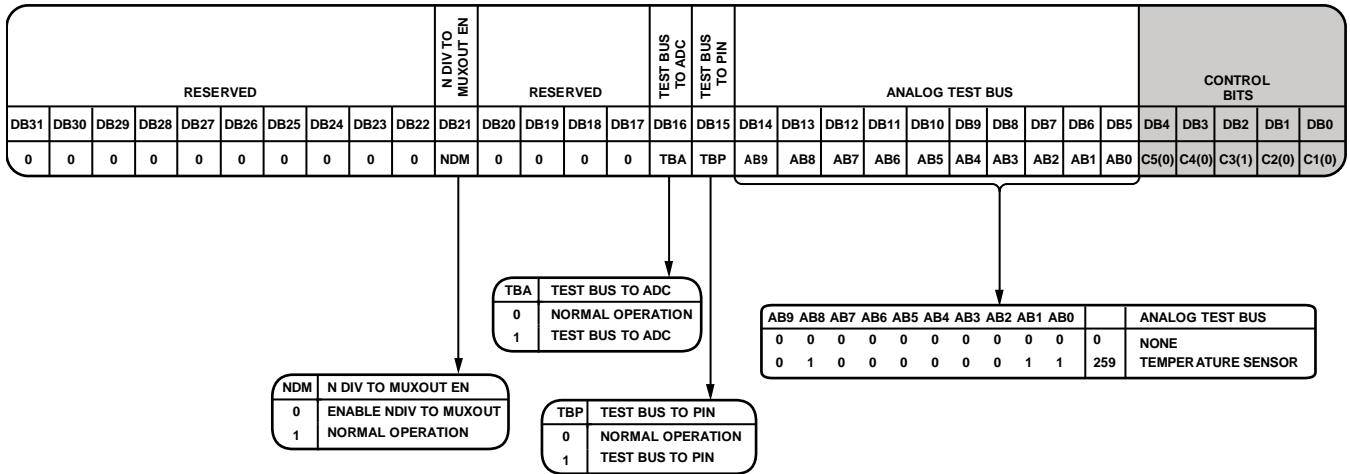 RESERVED
N DIV TO
MUXOUT EN
RESERVED
TEST BUS
TO ADC
TEST BUS
TO PIN
ANALOG TEST BUS
CONTROL
BITS
DB31 DB30 DB29 DB28 DB27 DB26 DB25 DB24 DB23 DB22 DB21 DB20 DB19 DB18 DB17 DB16 DB15 DB14 DB13 DB12 DB11 DB10 DB9 DB8 DB7 DB6 DB5 DB4 DB3 DB2 DB1 DB0
0 0 0 0 0 0 0 0 0 0 NDM 0 0 0 0 TBA TBP AB9 AB8 AB7 AB6 AB5 AB4 AB3 AB2 AB1 AB0 C5(0) C4(0) C3(1) C2(0) C1(0)
TBA TEST BUS TO ADC
0 NORMAL OPERATION
1 TEST BUS TO ADC
AB9 AB8 AB7 AB6 AB5 AB4 AB3 AB2 AB1 AB0 ANALOG TEST BUS
0 0 0 0 0 0 0 0 0 0 0 NONE
0 1 0 0 0 0 0 0 1 1 259 TEMPERATURE SENSOR
NDM N DIV TO MUXOUT EN
0 ENABLE NDIV TO MUXOUT
1 NORMAL OPERATION
TBP TEST BUS TO PIN
0 NORMAL OPERATION
1 TEST BUS TO PIN